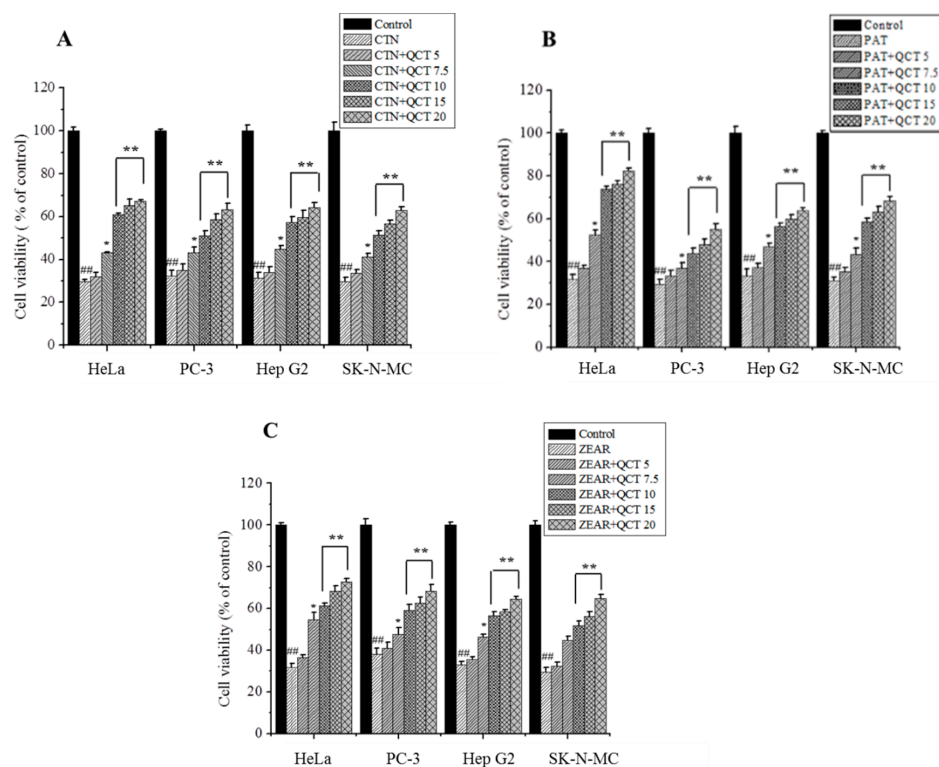 A
Control
CTN
CTN+QCT 5
CTN+QCT 7.5
CTN+QCT 10
CTN+QCT 15
CTN+QCT 20
Cell viability ( % of control)
120
100
80
60
40
20
0
** ** ** **
* * * *
## ## ## ##
HeLa PC-3 Hep G2 SK-N-MC
B
Control
PAT
PAT+QCT 5
PAT+QCT 7.5
PAT+QCT 10
PAT+QCT 15
PAT+QCT 20
Cell viability (% of control)
120
100
80
60
40
20
0
** ** ** **
* * * *
## ## ## ##
HeLa PC-3 Hep G2 SK-N-MC
C
Control
ZEAR
ZEAR+QCT 5
ZEAR+QCT 7.5
ZEAR+QCT 10
ZEAR+QCT 15
ZEAR+QCT 20
Cell viability (% of control)
120
100
80
60
40
20
0
** ** ** **
* * *
## ## ## ##
HeLa PC-3 Hep G2 SK-N-MC